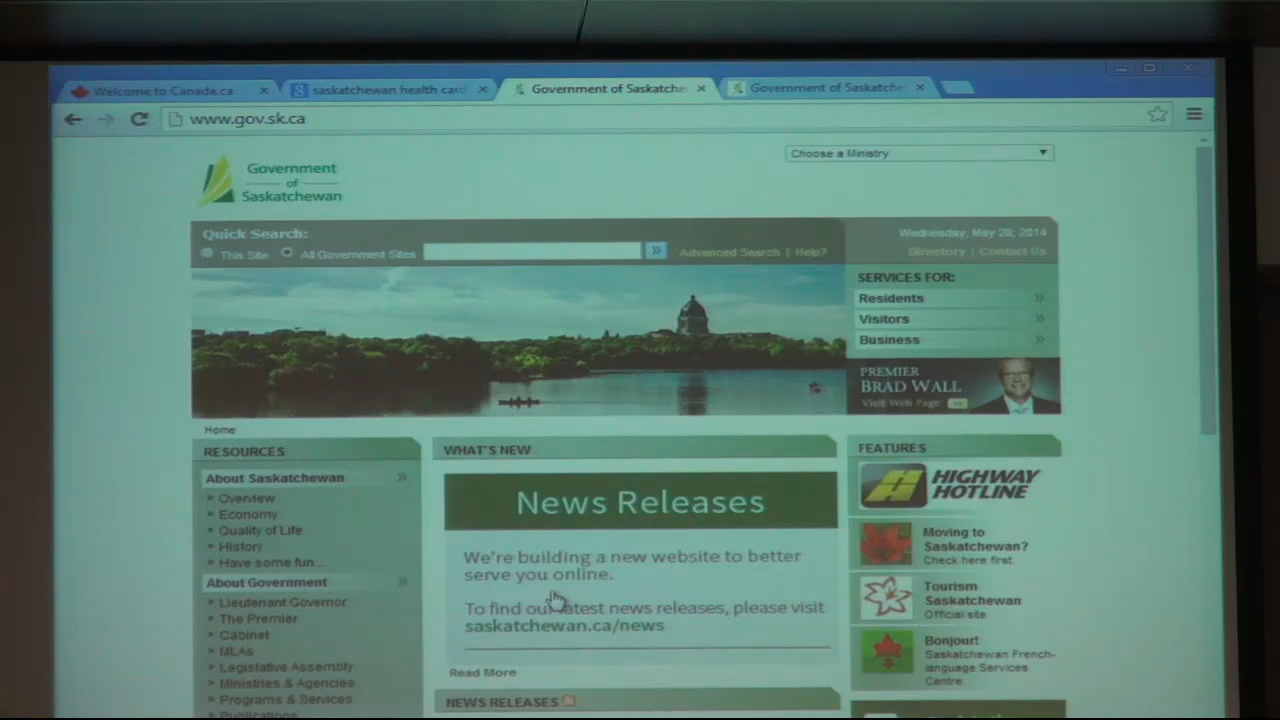 Welcome to Canada.ca
saskatchewan health card
Government of Saskatche
Government of Saskatche
www.gov.sk.ca
Choose a Ministry
Government
of
Saskatchewan
Quick Search:
This Site
All Government Sites
Advanced Search | Help?
Wednesday, May 28, 2014
Directory | Contact Us
SERVICES FOR:
Residents
Visitors
Business
PREMIER
BRAD WALL
Visit Web Page
Home
RESOURCES
About Saskatchewan
Overview
Economy
Quality of Life
History
Have some fun...
About Government
Lieutenant Governor
The Premier
Cabinet
MLAs
Legislative Assembly
Ministries & Agencies
Programs & Services
Publications
WHAT'S NEW
News Releases
We're building a new website to better
serve you online.
To find our latest news releases, please visit
saskatchewan.ca/news
Read More
NEWS RELEASES
FEATURES
HIGHWAY
HOTLINE
Moving to
Saskatchewan?
Check here first.
Tourism
Saskatchewan
Official site
Bonjour!
Saskatchewan French-
language Services
Centre